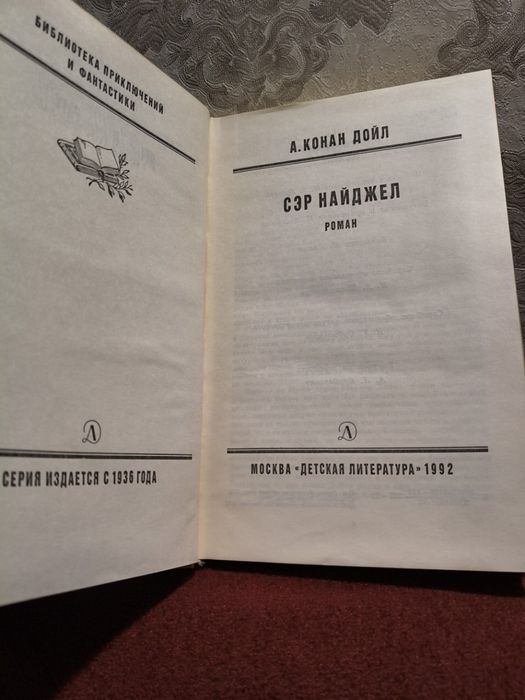 БИБЛИОТЕКА ПРИКЛЮЧЕНИЙ
И ФАНТАСТИКИ
СЕРИЯ ИЗДАЕТСЯ С 1936 ГОДА
А. КОНАН ДОЙЛ
СЭР НАЙДЖЕЛ
РОМАН
МОСКВА «ДЕТСКАЯ ЛИТЕРАТУРА» 1992